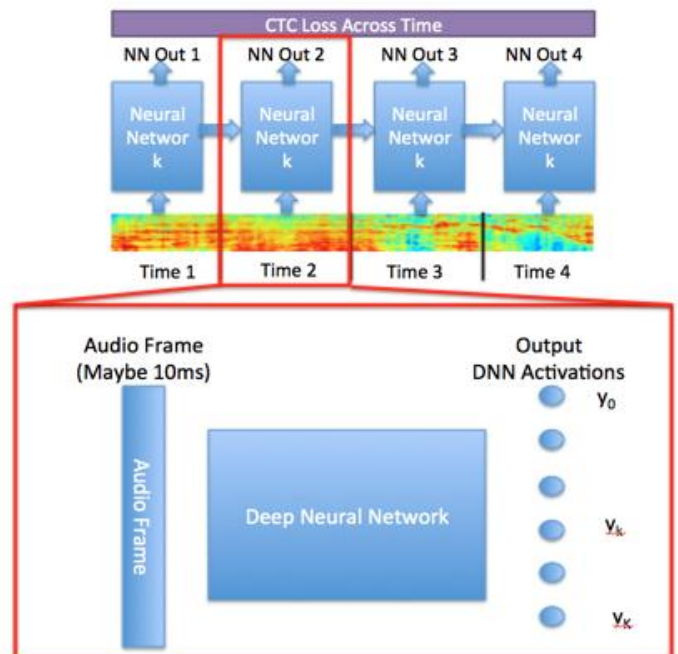 CTC Loss Across Time
NN Out 1 NN Out 2 NN Out 3 NN Out 4
Neural
Networ
k
Neural
Networ
k
Neural
Networ
k
Neural
Networ
k
Time 1 Time 2 Time 3 Time 4
Audio Frame
(Maybe 10ms)
Audio Frame
Deep Neural Network
Output
DNN Activations
y₀
yₖ
y_K